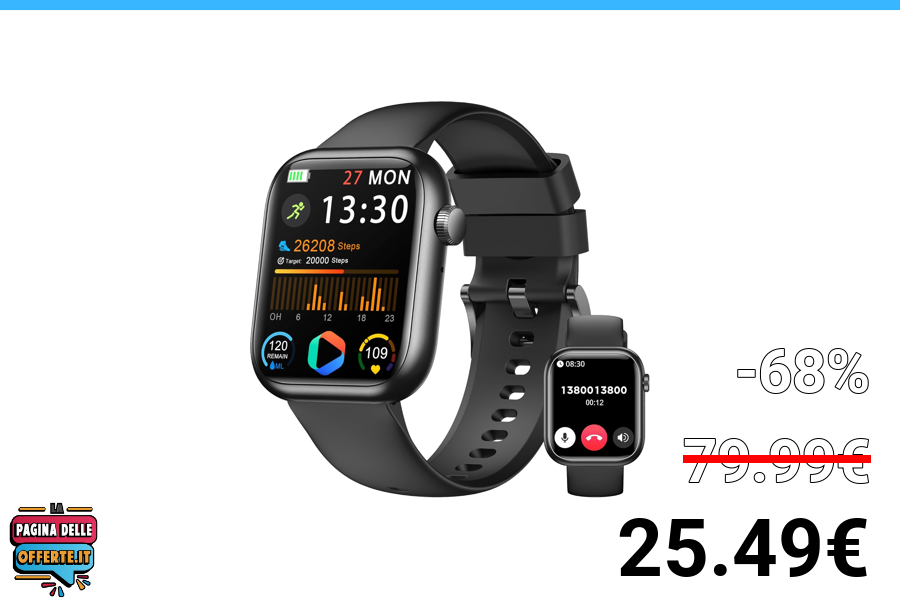 27 MON
13:30
26208 Steps
Target: 20000 Steps
OH 6 12 18 23
120
REMAIN
ML
109
08:30
1380013800
00:12
-68%
79.99€
25.49€
LA
PAGINA DELLE
OFFERTE.IT